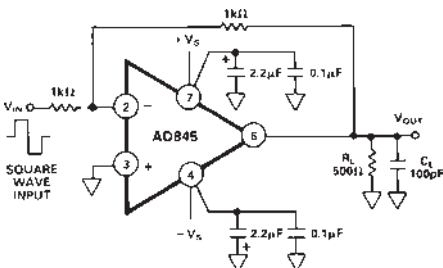 1kΩ
+VS
1kΩ
VIN
+
2.2μF
0.1μF
7
2
−
AD845
6
VOUT
3
+
4
SQUARE
WAVE
INPUT
RL
500Ω
CL
100pF
−VS
2.2μF
0.1μF
+